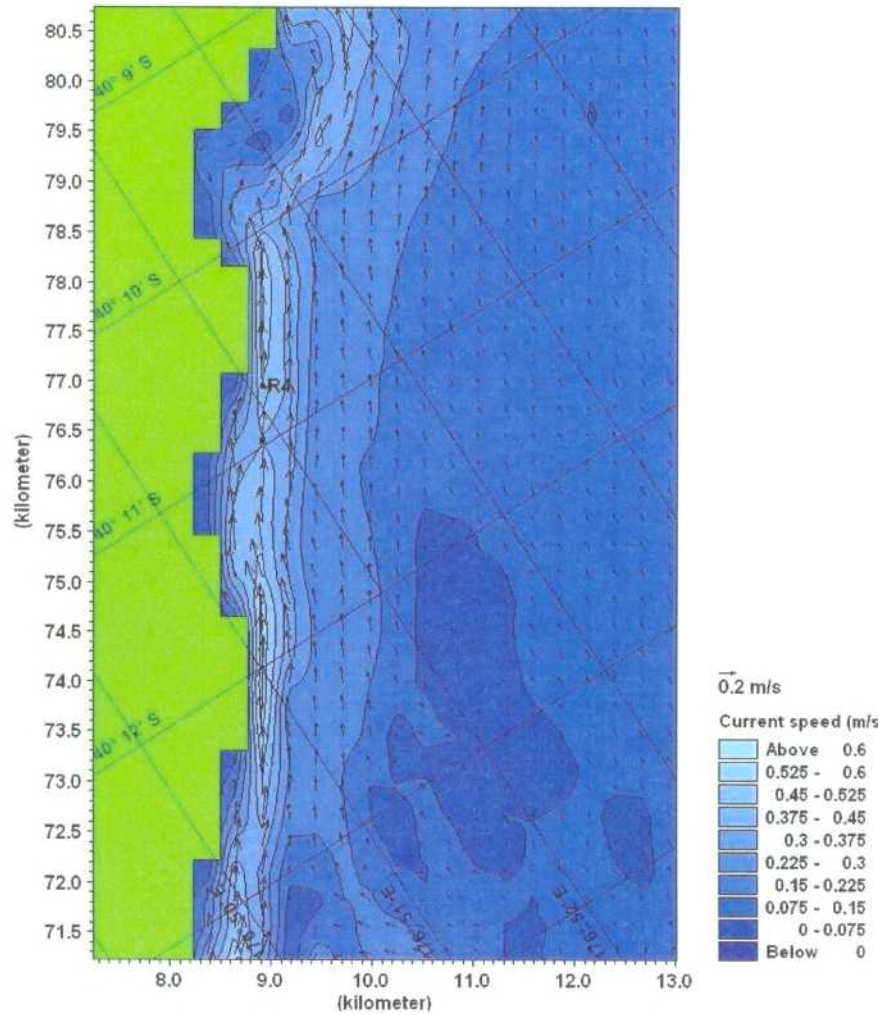 80.5
80.0
79.5
79.0
78.5
78.0
77.5
77.0
76.5
76.0
75.5
75.0
74.5
74.0
73.5
73.0
72.5
72.0
71.5
(kilometer)
40° 9' S
40° 10' S
40° 11' S
40° 12' S
R4
176-51'E
176-52'E
8.0 9.0 10.0 11.0 12.0 13.0
(kilometer)
0.2 m/s
Current speed (m/s
Above 0.6
0.525 - 0.6
0.45 - 0.525
0.375 - 0.45
0.3 - 0.375
0.225 - 0.3
0.15 - 0.225
0.075 - 0.15
0 - 0.075
Below 0